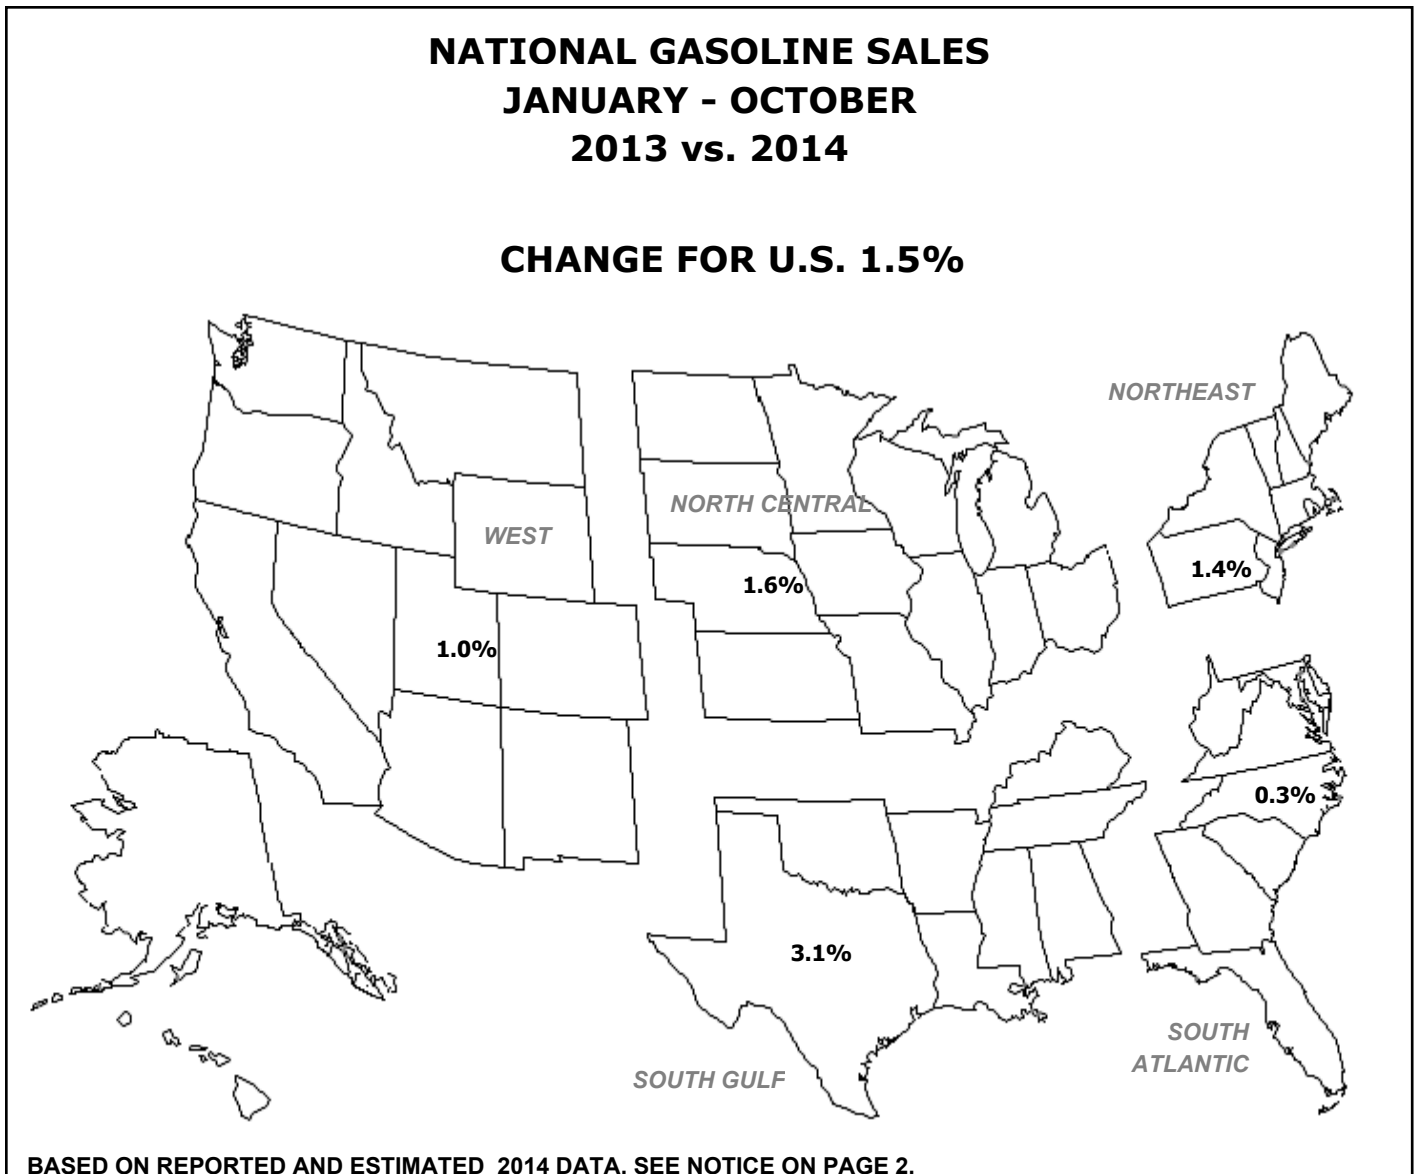 NATIONAL GASOLINE SALES
JANUARY - OCTOBER
2013 vs. 2014
CHANGE FOR U.S. 1.5%
NORTHEAST
NORTH CENTRAL
WEST
1.4%
1.6%
1.0%
0.3%
3.1%
SOUTH
ATLANTIC
SOUTH GULF
BASED ON REPORTED AND ESTIMATED  2014 DATA. SEE NOTICE ON PAGE 2.